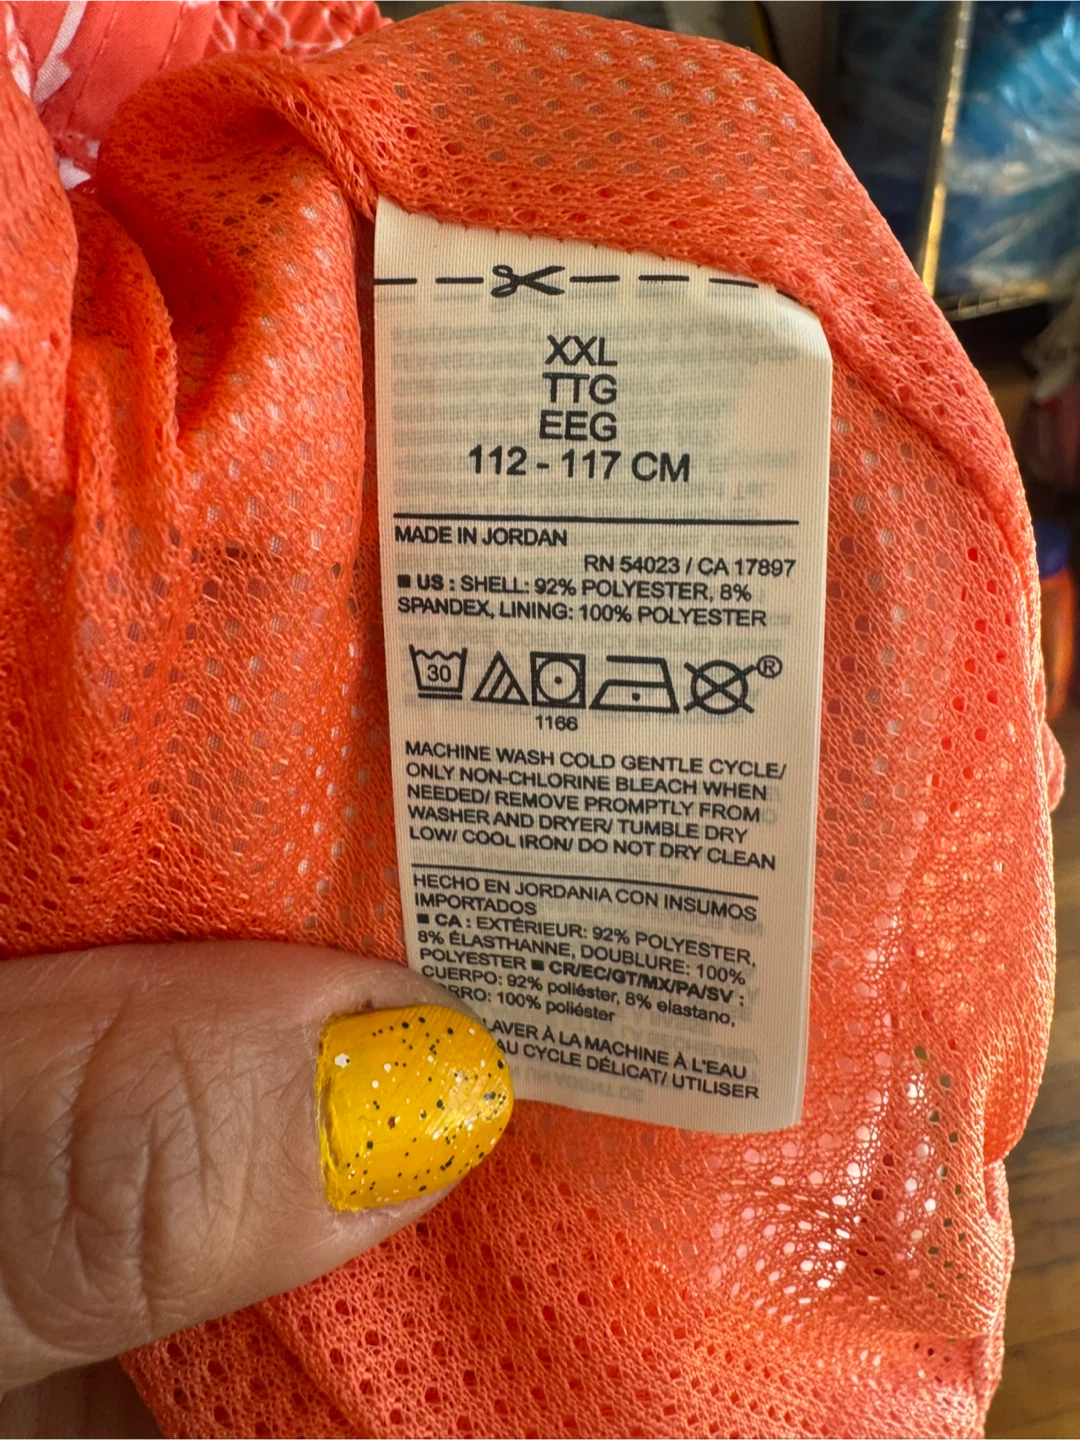 XXL
TTG
EEG
112 - 117 CM
MADE IN JORDAN
RN 54023 / CA 17897
■ US : SHELL: 92% POLYESTER, 8%
SPANDEX, LINING: 100% POLYESTER
30
®
1166
MACHINE WASH COLD GENTLE CYCLE/
ONLY NON-CHLORINE BLEACH WHEN
NEEDED/ REMOVE PROMPTLY FROM
WASHER AND DRYER/ TUMBLE DRY
LOW/ COOL IRON/ DO NOT DRY CLEAN
HECHO EN JORDANIA CON INSUMOS
IMPORTADOS
■ CA : EXTÉRIEUR: 92% POLYESTER,
8% ÉLASTHANNE, DOUBLURE: 100%
POLYESTER ■ CR/EC/GT/MX/PA/SV :
CUERPO: 92% poliéster, 8% elastano,
100% poliéster
LAVER À LA MACHINE À L'EAU
AU CYCLE DÉLICAT/ UTILISER